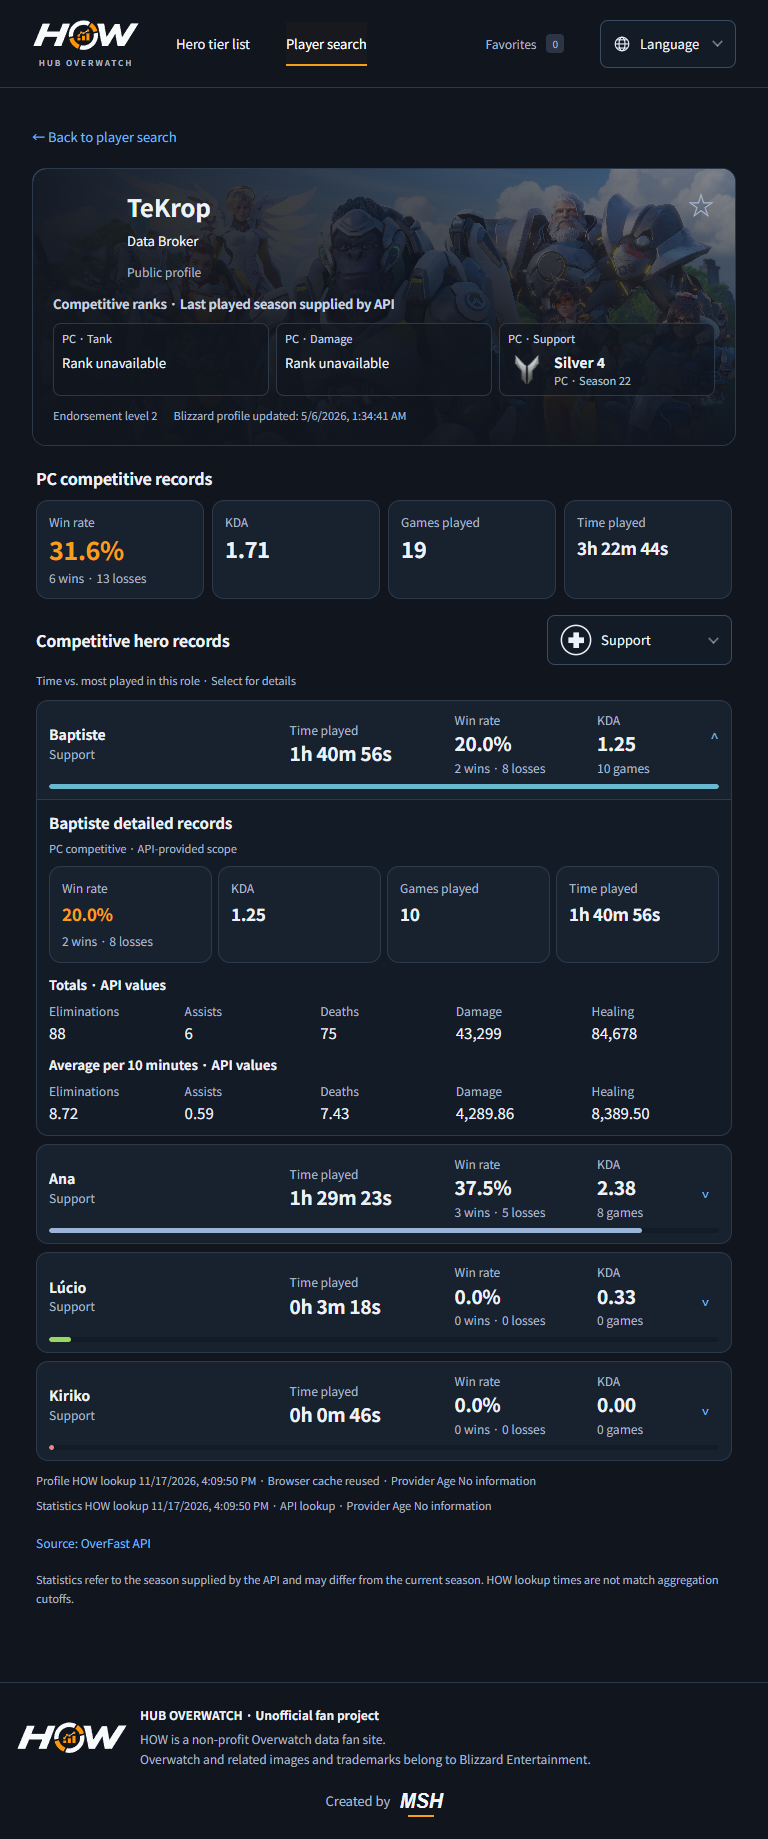 HOW
HUB OVERWATCH
Hero tier list
Player search
Favorites 0
Language
← Back to player search
TeKrop
Data Broker
Public profile
Competitive ranks · Last played season supplied by API
PC · Tank
Rank unavailable
PC · Damage
Rank unavailable
PC · Support
Silver 4
PC · Season 22
Endorsement level 2 Blizzard profile updated: 5/6/2026, 1:34:41 AM
PC competitive records
Win rate
31.6%
6 wins · 13 losses
KDA
1.71
Games played
19
Time played
3h 22m 44s
Competitive hero records
Support
Time vs. most played in this role · Select for details
Baptiste
Support
Time played
1h 40m 56s
Win rate
20.0%
2 wins · 8 losses
KDA
1.25
10 games
Baptiste detailed records
PC competitive · API-provided scope
Win rate
20.0%
2 wins · 8 losses
KDA
1.25
Games played
10
Time played
1h 40m 56s
Totals · API values
Eliminations Assists Deaths Damage Healing
88 6 75 43,299 84,678
Average per 10 minutes · API values
Eliminations Assists Deaths Damage Healing
8.72 0.59 7.43 4,289.86 8,389.50
Ana
Support
Time played
1h 29m 23s
Win rate
37.5%
3 wins · 5 losses
KDA
2.38
8 games
Lúcio
Support
Time played
0h 3m 18s
Win rate
0.0%
0 wins · 0 losses
KDA
0.33
0 games
Kiriko
Support
Time played
0h 0m 46s
Win rate
0.0%
0 wins · 0 losses
KDA
0.00
0 games
Profile HOW lookup 11/17/2026, 4:09:50 PM · Browser cache reused · Provider Age No information
Statistics HOW lookup 11/17/2026, 4:09:50 PM · API lookup · Provider Age No information
Source: OverFast API
Statistics refer to the season supplied by the API and may differ from the current season. HOW lookup times are not match aggregation
cutoffs.
HOW
HUB OVERWATCH · Unofficial fan project
HOW is a non-profit Overwatch data fan site.
Overwatch and related images and trademarks belong to Blizzard Entertainment.
Created by MSH